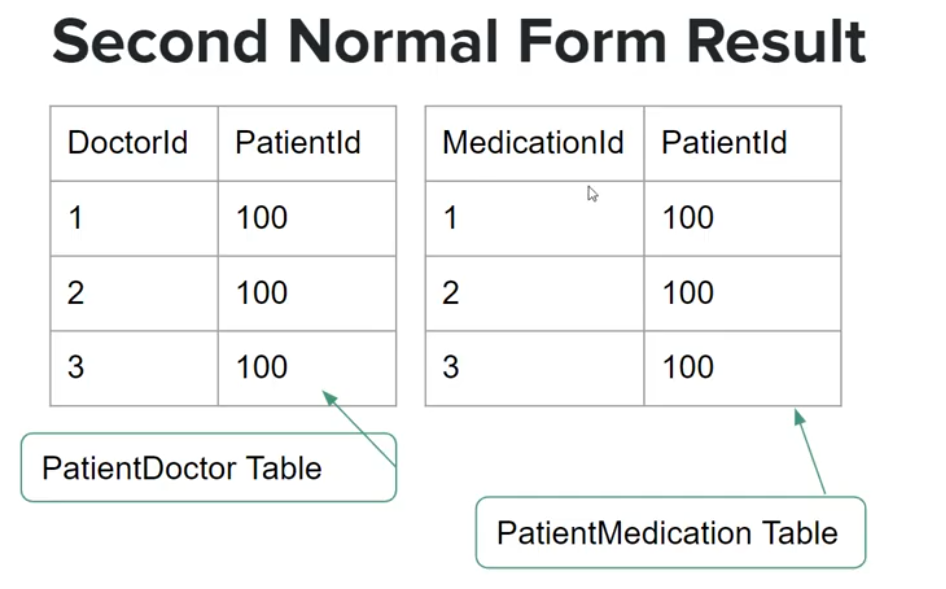 Second Normal Form Result
DoctorId PatientId
1 100
2 100
3 100
MedicationId PatientId
1 100
2 100
3 100
PatientDoctor Table
PatientMedication Table